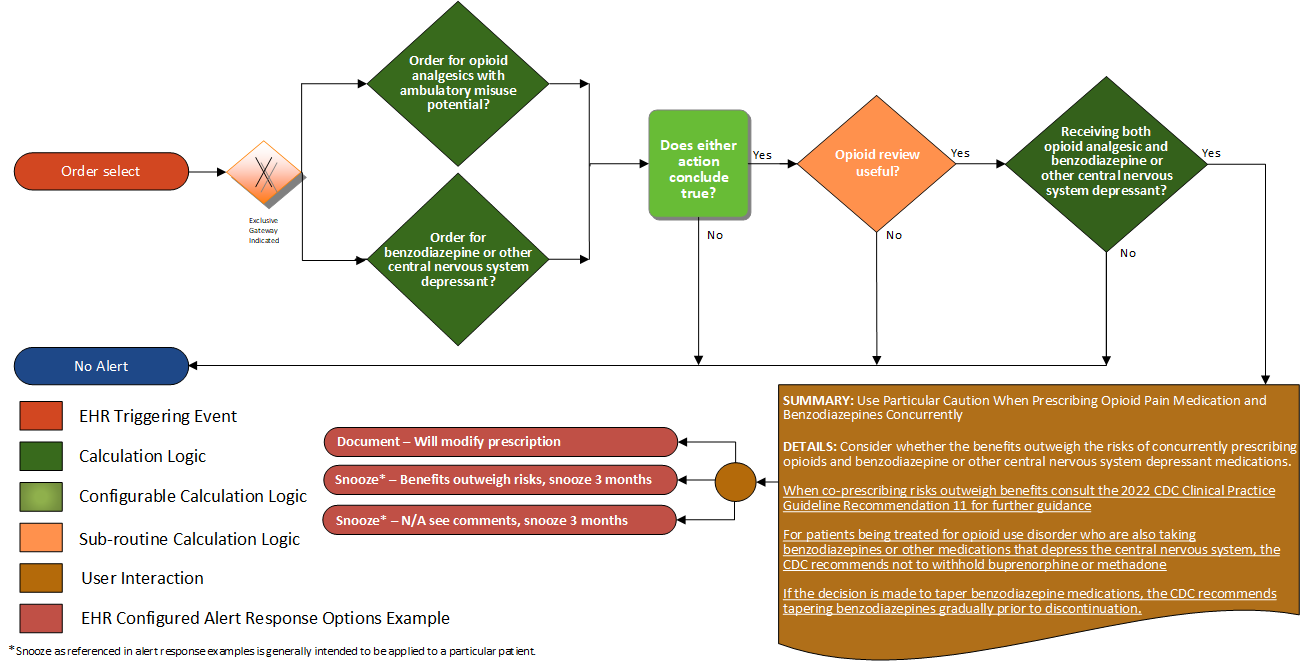 Order for opioid
analgesics with
ambulatory misuse
potential?
Order select
Exclusive
Gateway
Indicated
Order for
benzodiazepine or other
central nervous system
depressant?
Does either
action
conclude
true?
Yes
No
Opioid review
useful?
Yes
No
Receiving both
opioid analgesic and
benzodiazepine or
other central nervous
system depressant?
Yes
No
No Alert
EHR Triggering Event
Calculation Logic
Configurable Calculation Logic
Sub-routine Calculation Logic
User Interaction
EHR Configured Alert Response Options Example
Document – Will modify prescription
Snooze* – Benefits outweigh risks, snooze 3 months
Snooze* – N/A see comments, snooze 3 months
SUMMARY: Use Particular Caution When Prescribing Opioid Pain Medication and
Benzodiazepines Concurrently
DETAILS: Consider whether the benefits outweigh the risks of concurrently prescribing
opioids and benzodiazepine or other central nervous system depressant medications.
When co-prescribing risks outweigh benefits consult the 2022 CDC Clinical Practice
Guideline Recommendation 11 for further guidance
For patients being treated for opioid use disorder who are also taking
benzodiazepines or other medications that depress the central nervous system, the
CDC recommends not to withhold buprenorphine or methadone
If the decision is made to taper benzodiazepine medications, the CDC recommends
tapering benzodiazepines gradually prior to discontinuation.
*Snooze as referenced in alert response examples is generally intended to be applied to a particular patient.